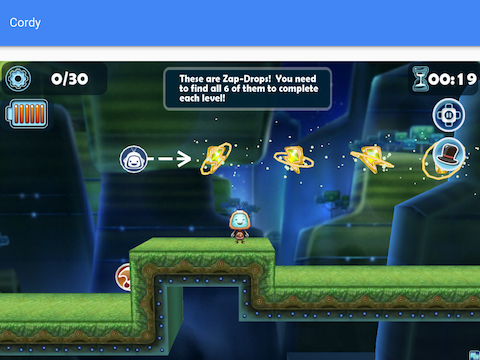 Cordy
0/30
These are Zap-Drops! You need
to find all 6 of them to complete
each level!
00:19